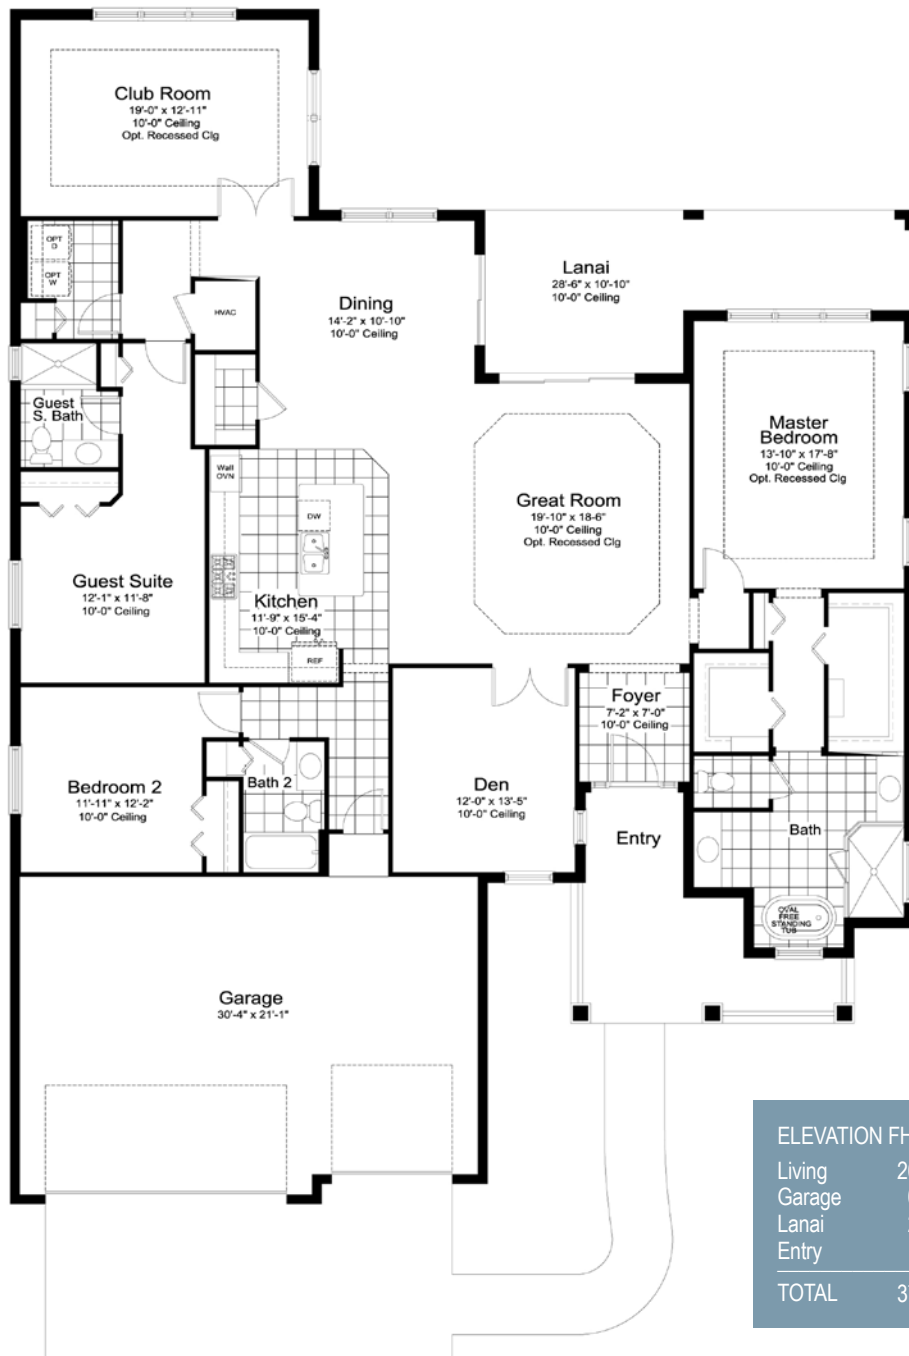 Club Room
19'-0" x 12'-11"
10'-0" Ceiling
Opt. Recessed Clg
OPT
D
OPT
W
HVAC
Dining
14'-2" x 10'-10"
10'-0" Ceiling
Lanai
28'-6" x 10'-10"
10'-0" Ceiling
Guest
S. Bath
Master
Bedroom
13'-10" x 17'-8"
10'-0" Ceiling
Opt. Recessed Clg
Wall
OVN
DW
Great Room
19'-10" x 18'-6"
10'-0" Ceiling
Opt. Recessed Clg
Guest Suite
12'-1" x 11'-8"
10'-0" Ceiling
Kitchen
11'-9" x 15'-4"
10'-0" Ceiling
REF
Foyer
7'-2" x 7'-0"
10'-0" Ceiling
Bedroom 2
11'-11" x 12'-2"
10'-0" Ceiling
Bath 2
Den
12'-0" x 13'-5"
10'-0" Ceiling
Entry
Bath
OVAL
FREE
STANDING
TUB
Garage
30'-4" x 21'-1"
ELEVATION FH
Living 2
Garage
Lanai
Entry
TOTAL 3